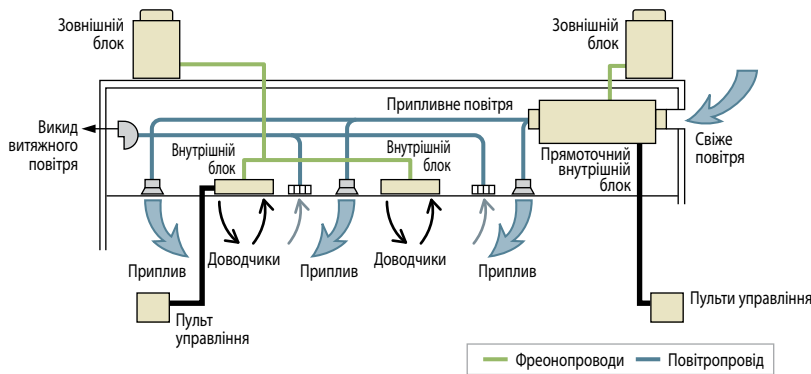 Зовнішній
блок
Зовнішній
блок
Припливне повітря
Викид
витяжного
повітря
Внутрішній
блок
Внутрішній
блок
Прямоточний
внутрішній
блок
Свіже
повітря
Приплив
Доводчики
Приплив
Доводчики
Приплив
Пульт
управління
Пульти управління
Фреонопроводи
Повітропровід